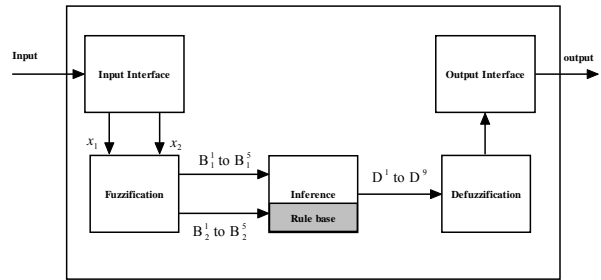 Input
Input Interface
Output Interface
output
x₁
x₂
B₁¹ to B₁⁵
D¹ to D⁹
Fuzzification
Inference
Defuzzification
Rule base
B₂¹ to B₂⁵